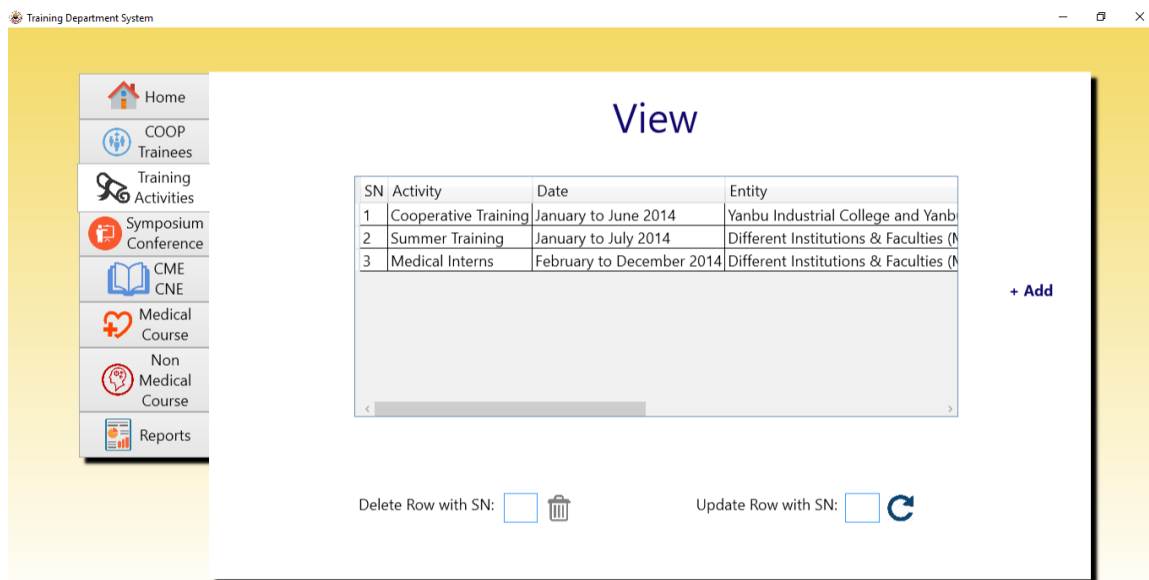 Training Department System
Home
COOP
Trainees
Training
Activities
Symposium
Conference
CME
CNE
Medical
Course
Non
Medical
Course
Reports
View
SN Activity Date Entity
1 Cooperative Training January to June 2014 Yanbu Industrial College and Yanb
2 Summer Training January to July 2014 Different Institutions & Faculties (
3 Medical Interns February to December 2014 Different Institutions & Faculties (
+ Add
Delete Row with SN:
Update Row with SN: